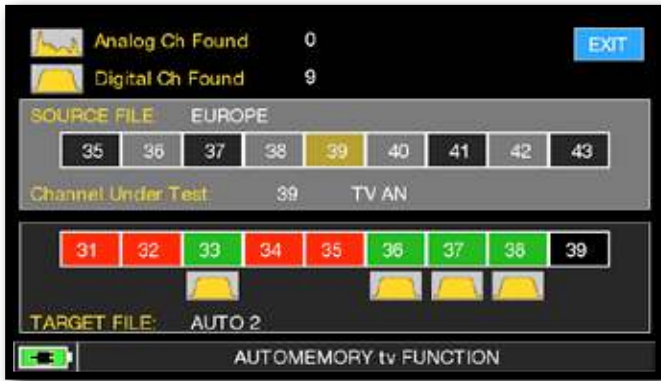 Analog Ch Found 0
EXIT
Digital Ch Found 9
SOURCE FILE EUROPE
35 36 37 38 39 40 41 42 43
Channel Under Test 39 TV AN
31 32 33 34 35 36 37 38 39
TARGET FILE: AUTO 2
AUTOMEMORY tv FUNCTION